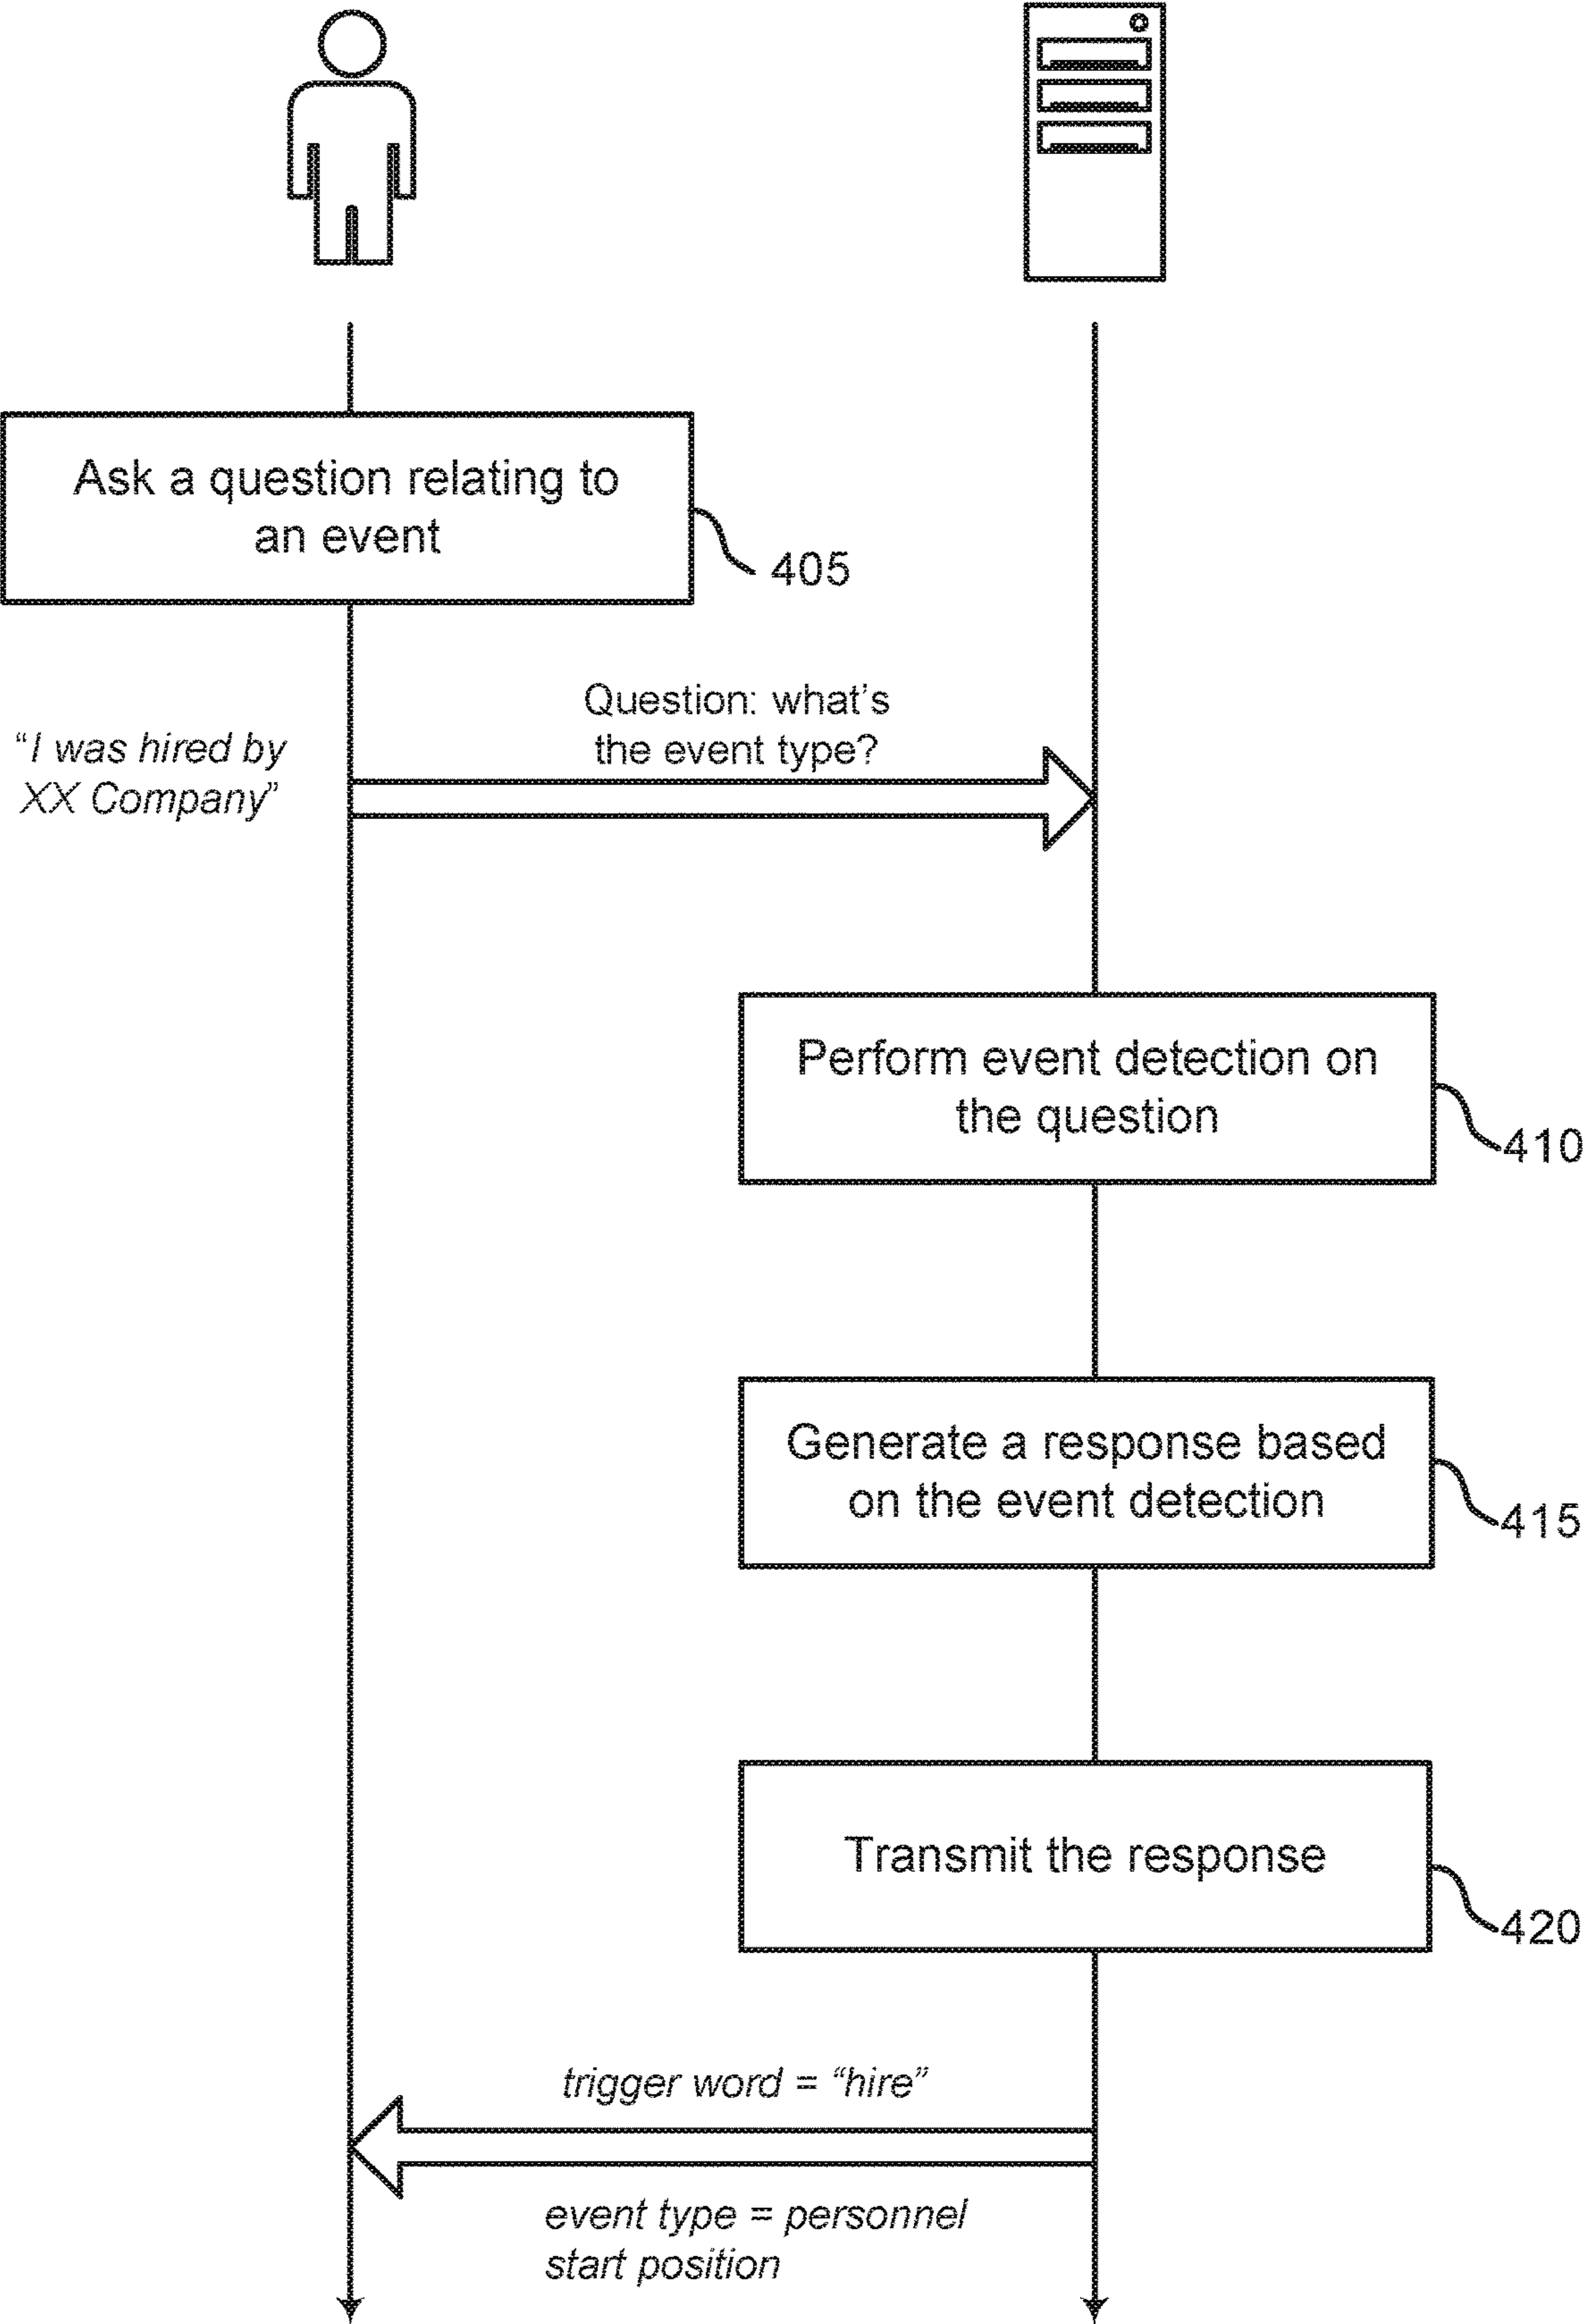 Ask a question relating to
an event
405
Question: what's
the event type?
“I was hired by
XX Company”
Perform event detection on
the question
410
Generate a response based
on the event detection
415
Transmit the response
420
trigger word = “hire”
event type = personnel
start position